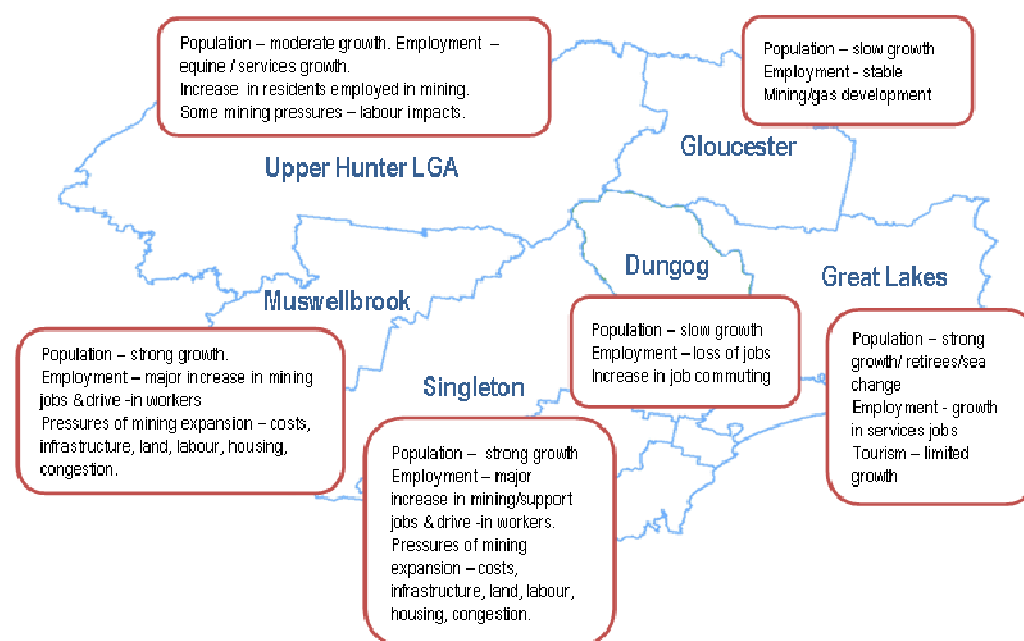 Population – moderate growth. Employment –
equine / services growth.
Increase in residents employed in mining.
Some mining pressures – labour impacts.
Population – slow growth
Employment - stable
Mining/gas development
Gloucester
Upper Hunter LGA
Dungog
Great Lakes
Muswellbrook
Population – slow growth
Employment – loss of jobs
Increase in job commuting
Population – strong
growth/ retirees/sea
change
Employment - growth
in services jobs
Tourism – limited
growth
Population – strong growth.
Employment – major increase in mining
jobs & drive -in workers
Pressures of mining expansion – costs,
infrastructure, land, labour, housing,
congestion.
Singleton
Population – strong growth
Employment – major
increase in mining/support
jobs & drive -in workers.
Pressures of mining
expansion – costs,
infrastructure, land, labour,
housing, congestion.